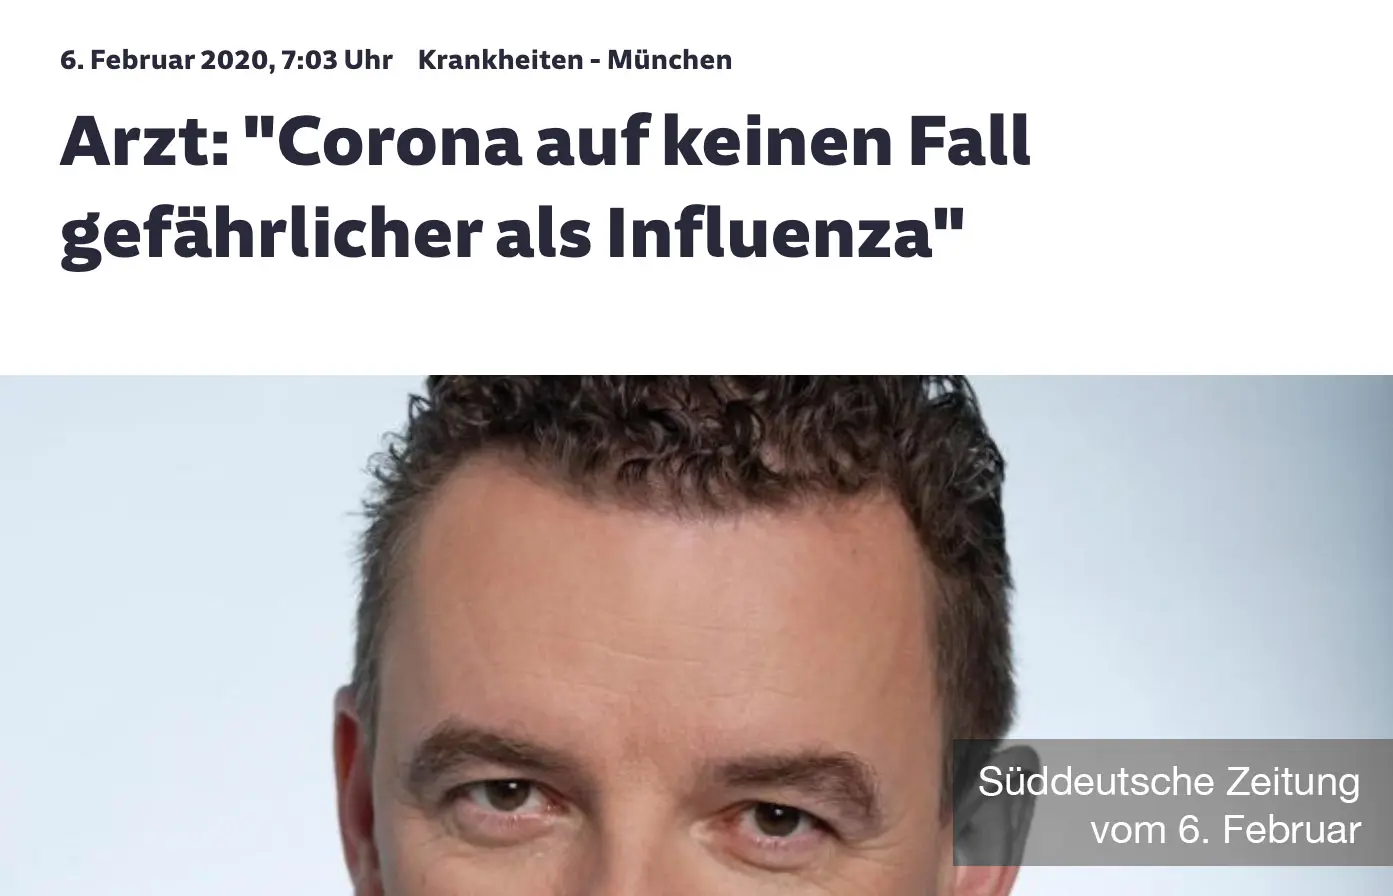 6. Februar 2020, 7:03 Uhr Krankheiten - München
Arzt: "Corona auf keinen Fall
gefährlicher als Influenza"
Süddeutsche Zeitung
vom 6. Februar